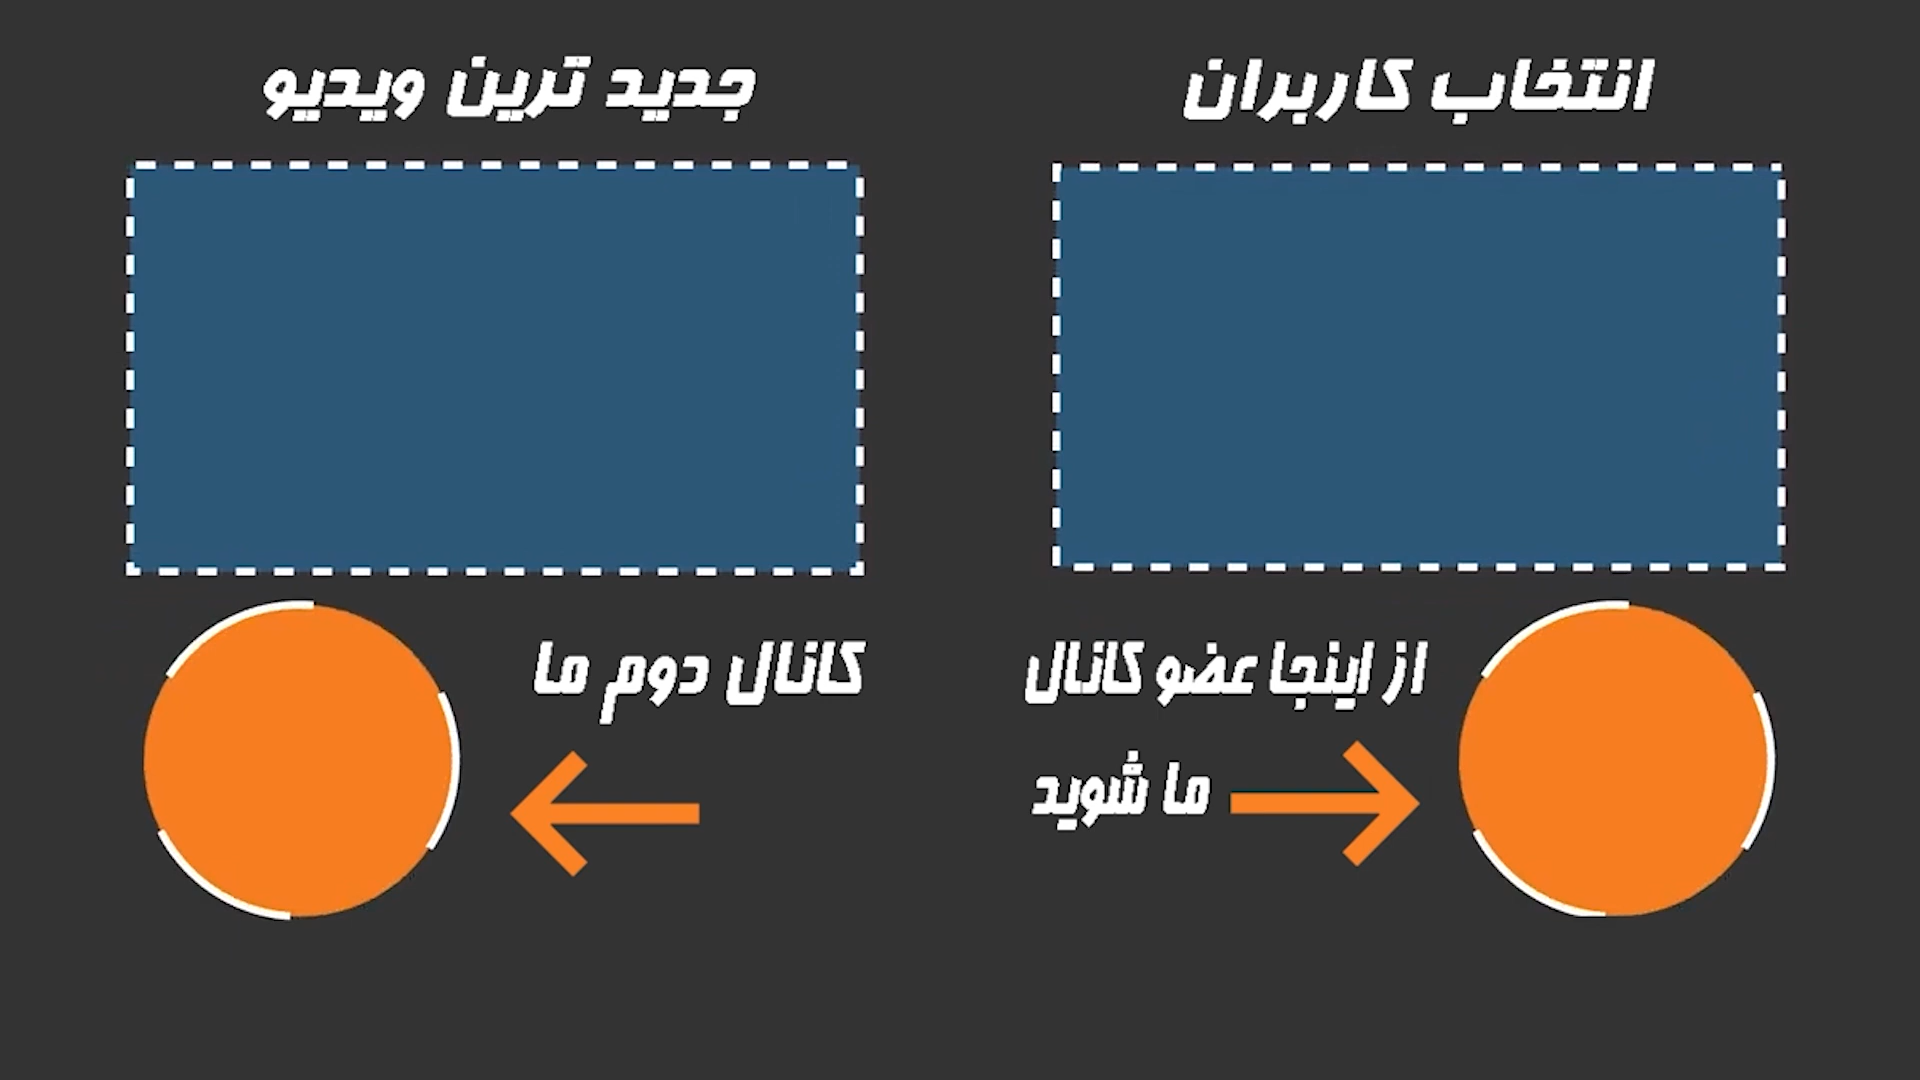 انتخاب کاربران
جدید ترین ویدیو
از اینجا عضو کانال
ما شوید
کانال دوم ما